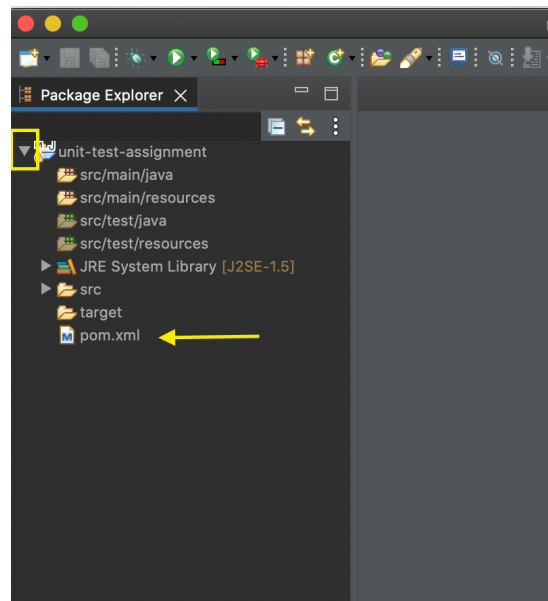 Package Explorer
unit-test-assignment
src/main/java
src/main/resources
src/test/java
src/test/resources
JRE System Library [J2SE-1.5]
src
target
pom.xml